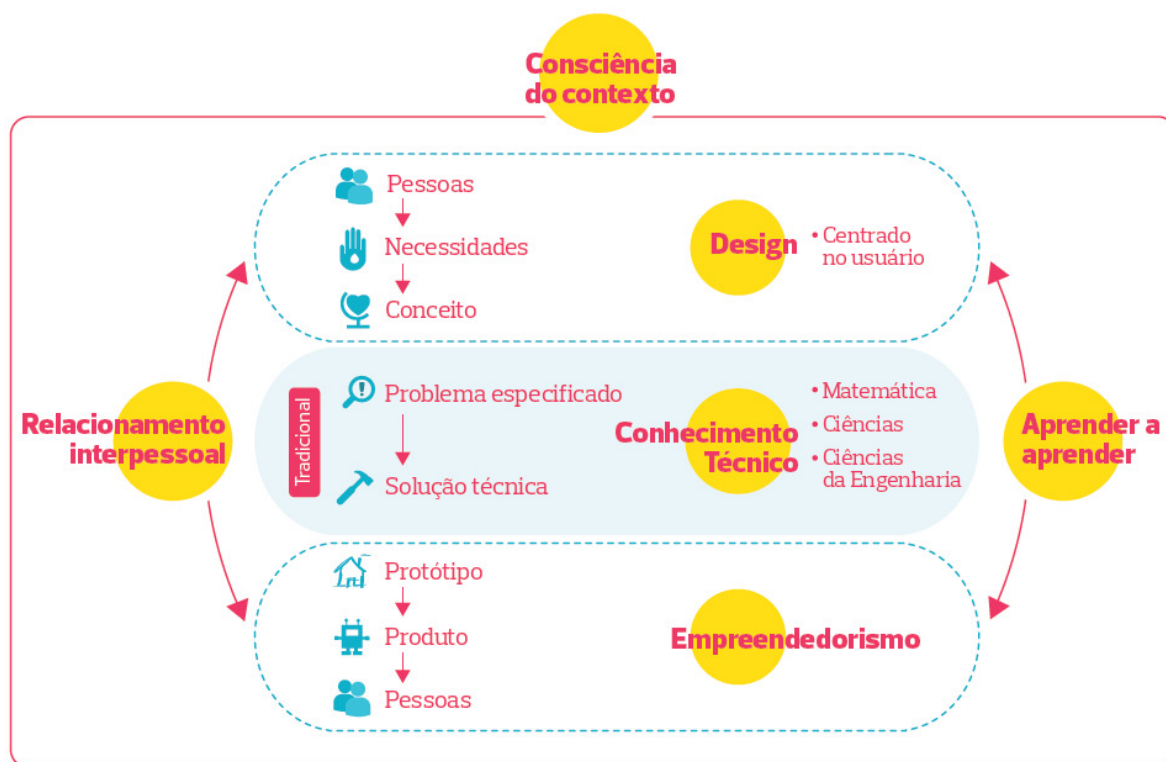 Consciência
do contexto
Pessoas
Necessidades
Conceito
Design
• Centrado
no usuário
Relacionamento
interpessoal
Tradicional
Problema especificado
Solução técnica
Conhecimento
Técnico
• Matemática
• Ciências
• Ciências
da Engenharia
Aprender a
aprender
Protótipo
Produto
Pessoas
Empreendedorismo